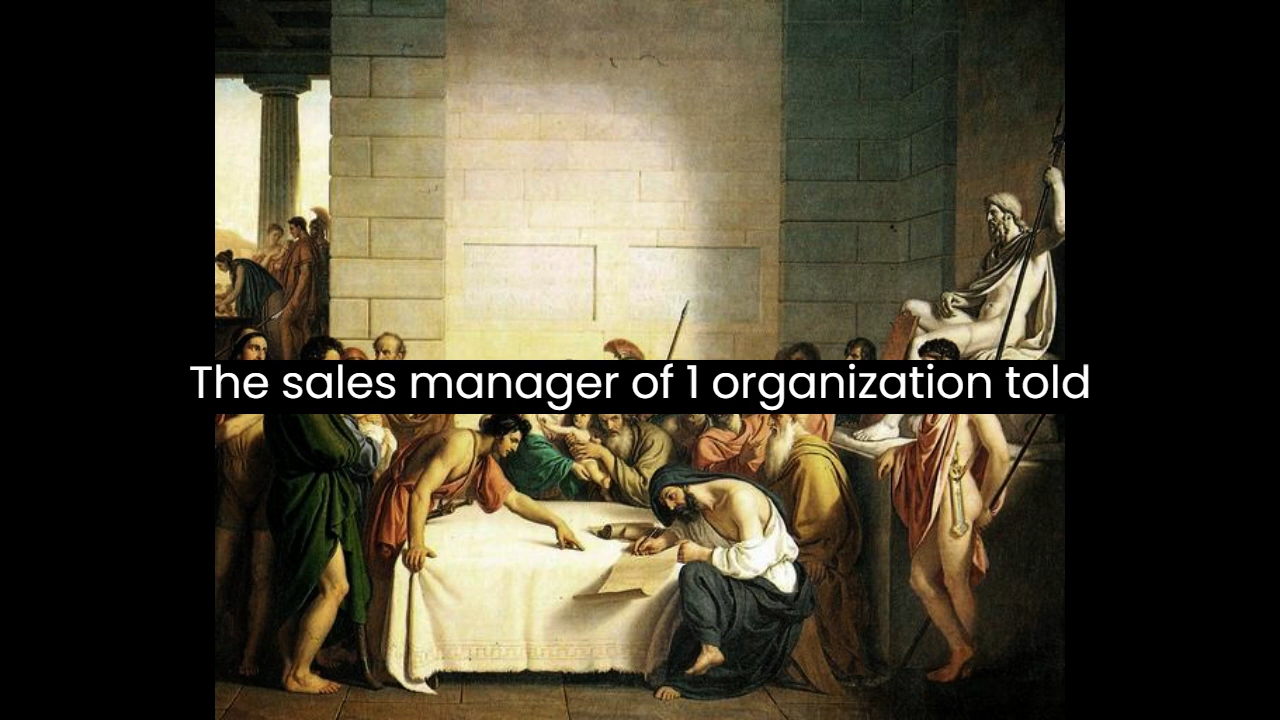 The sales manager of 1 organization told